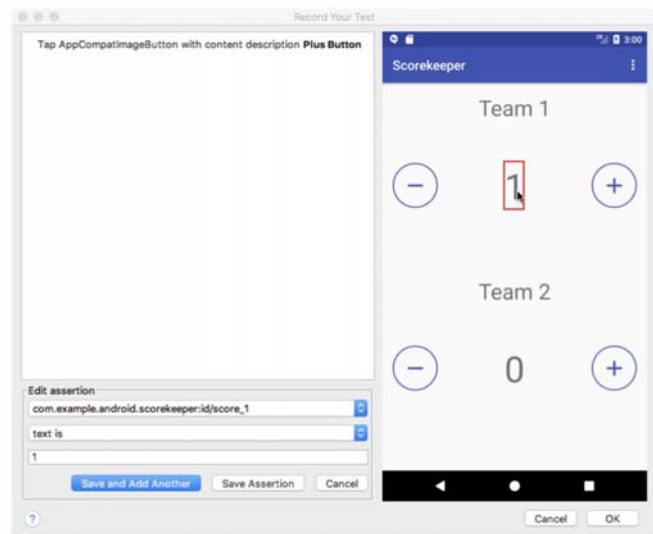 Record Your Test
Tap AppCompatImageButton with content description Plus Button
3:00
Scorekeeper
Team 1
1
Team 2
0
Edit assertion
com.example.android.scorekeeper:id/score_1
text is
1
Save and Add Another
Save Assertion
Cancel
?
Cancel
OK